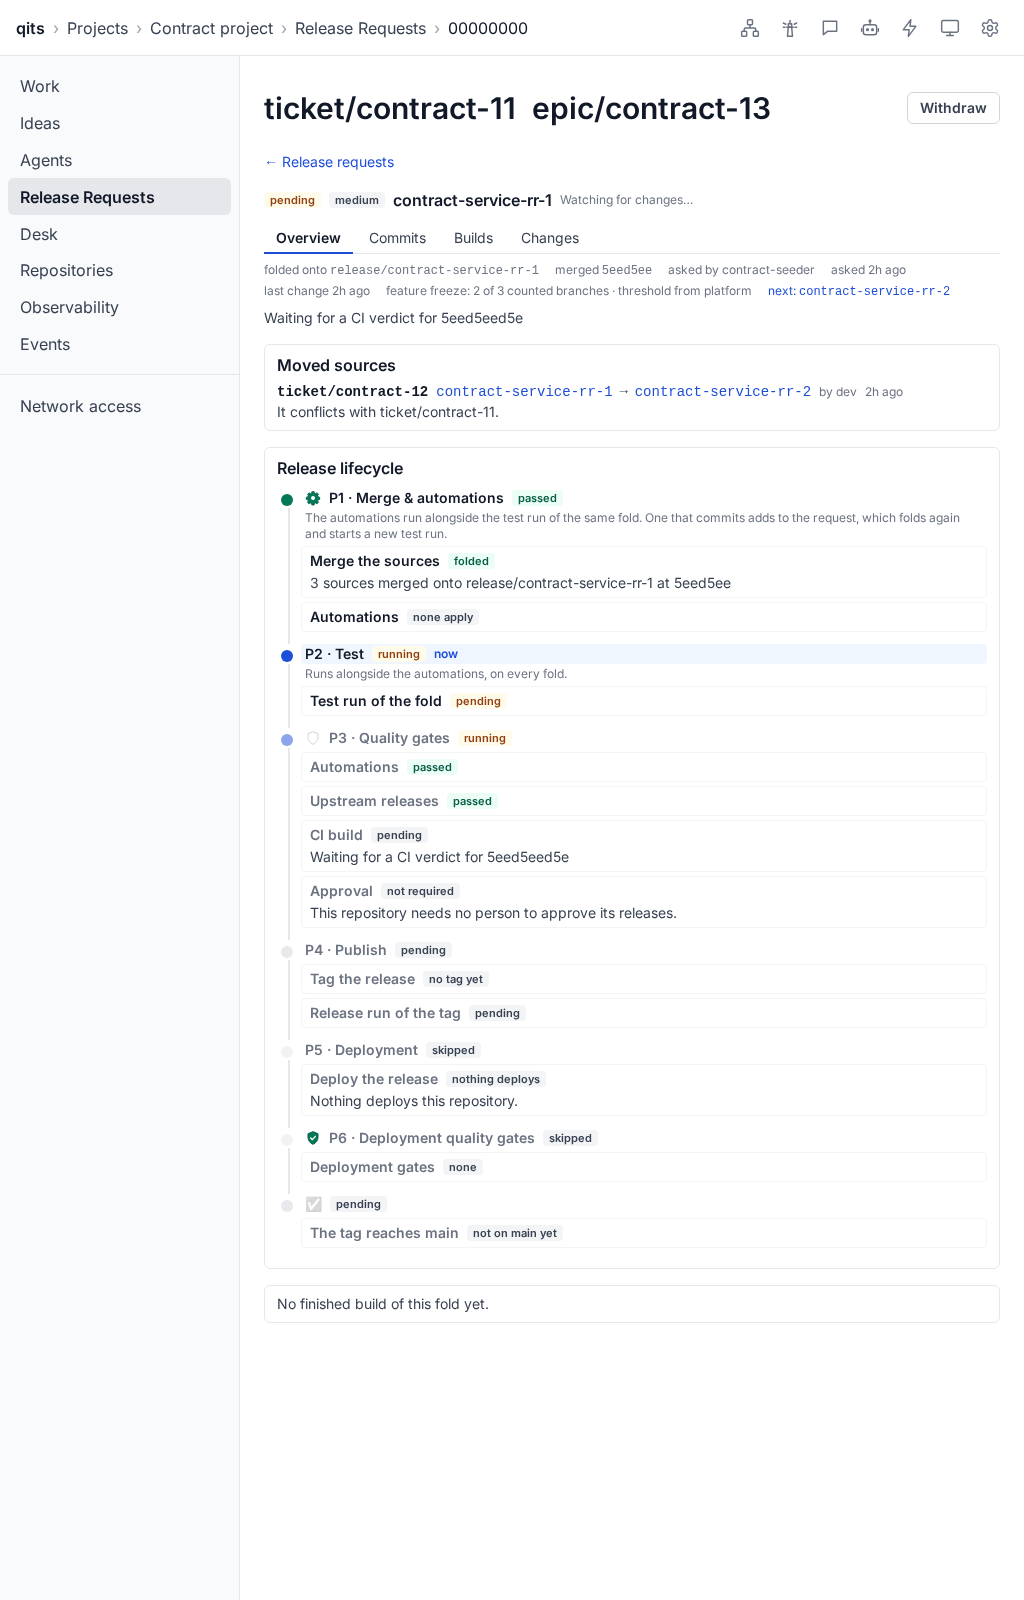 qits › Projects › Contract project › Release Requests › 00000000
Work
Ideas
Agents
Release Requests
Desk
Repositories
Observability
Events
Network access
ticket/contract-11 epic/contract-13
Withdraw
← Release requests
pending medium contract-service-rr-1 Watching for changes...
Overview Commits Builds Changes
folded onto release/contract-service-rr-1 merged 5eed5ee asked by contract-seeder asked 2h ago
last change 2h ago feature freeze: 2 of 3 counted branches · threshold from platform next: contract-service-rr-2
Waiting for a CI verdict for 5eed5eed5e
Moved sources
ticket/contract-12 contract-service-rr-1 → contract-service-rr-2 by dev 2h ago
It conflicts with ticket/contract-11.
Release lifecycle
P1 · Merge & automations passed
The automations run alongside the test run of the same fold. One that commits adds to the request, which folds again
and starts a new test run.
Merge the sources folded
3 sources merged onto release/contract-service-rr-1 at 5eed5ee
Automations none apply
P2 · Test running now
Runs alongside the automations, on every fold.
Test run of the fold pending
P3 · Quality gates running
Automations passed
Upstream releases passed
CI build pending
Waiting for a CI verdict for 5eed5eed5e
Approval not required
This repository needs no person to approve its releases.
P4 · Publish pending
Tag the release no tag yet
Release run of the tag pending
P5 · Deployment skipped
Deploy the release nothing deploys
Nothing deploys this repository.
P6 · Deployment quality gates skipped
Deployment gates none
☑ pending
The tag reaches main not on main yet
No finished build of this fold yet.